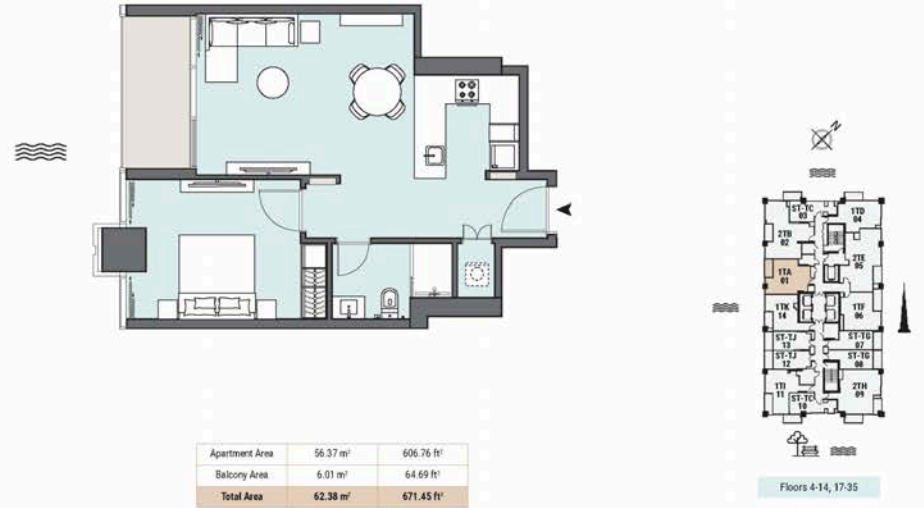 N
ST-TC
03
1TD
04
2TB
02
2TE
05
1TA
01
1TK
14
1TF
06
ST-TJ
13
ST-TG
07
ST-TJ
12
ST-TG
08
1TI
11
2TH
09
ST-TC
10
Apartment Area 56.37 m² 606.76 ft²
Balcony Area 6.01 m² 64.69 ft²
Total Area 62.38 m² 671.45 ft²
Floors 4-14, 17-35